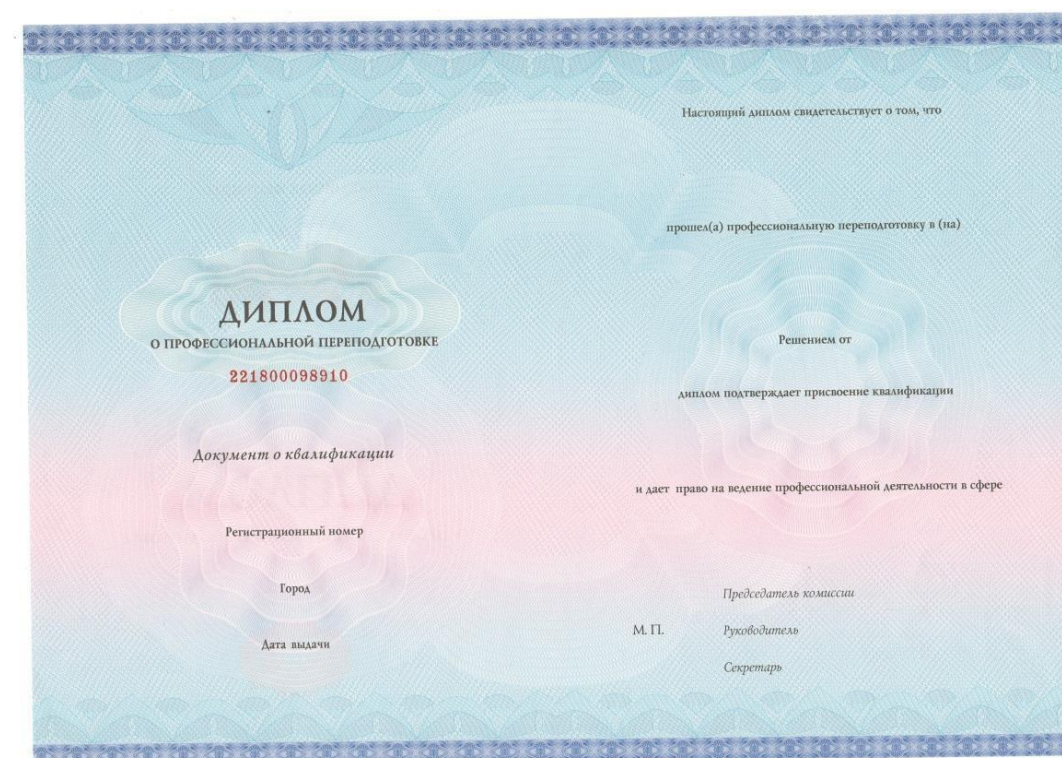 ДИПЛОМ
О ПРОФЕССИОНАЛЬНОЙ ПЕРЕПОДГОТОВКЕ
221800098910
Документ о квалификации
Регистрационный номер
Город
Дата выдачи
Настоящий диплом свидетельствует о том, что
прошел(а) профессиональную переподготовку в (на)
Решением от
диплом подтверждает присвоение квалификации
и дает право на ведение профессиональной деятельности в сфере
Председатель комиссии
М. П. Руководитель
Секретарь